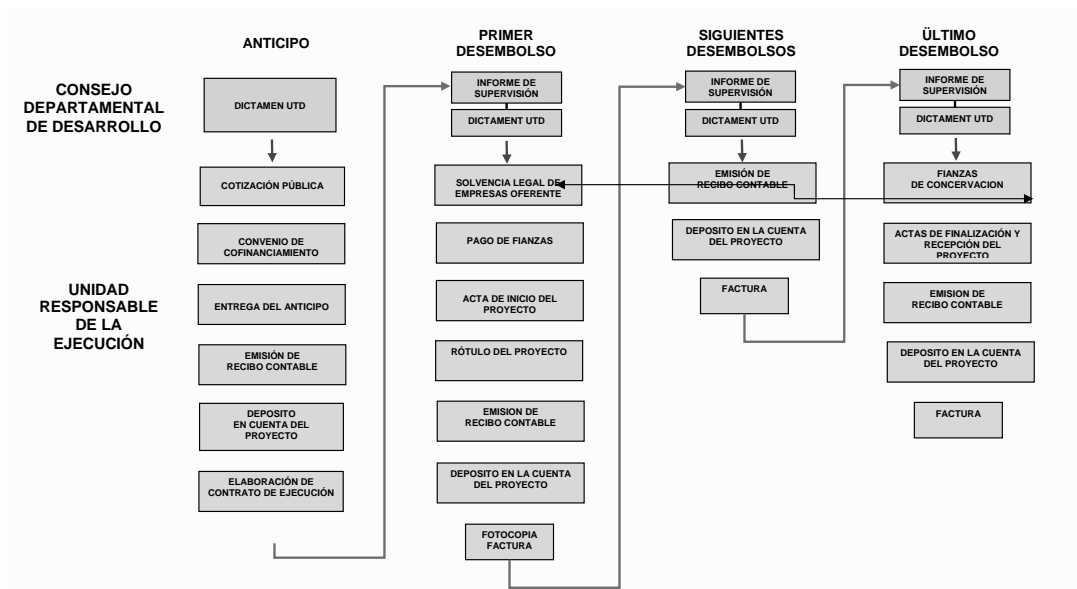 ANTICIPO
PRIMER
DESEMBOLSO
SIGUIENTES
DESEMBOLSOS
ÜLTIMO
DESEMBOLSO
CONSEJO
DEPARTAMENTAL
DE DESARROLLO
UNIDAD
RESPONSABLE
DE LA
EJECUCIÓN
DICTAMEN UTD
COTIZACIÓN PÚBLICA
CONVENIO DE
COFINANCIAMIENTO
ENTREGA DEL ANTICIPO
EMISIÓN DE
RECIBO CONTABLE
DEPOSITO
EN CUENTA DEL
PROYECTO
ELABORACIÓN DE
CONTRATO DE EJECUCIÓN
INFORME DE
SUPERVISIÓN
DICTAMENT UTD
SOLVENCIA LEGAL DE
EMPRESAS OFERENTE
PAGO DE FIANZAS
ACTA DE INICIO DEL
PROYECTO
RÓTULO DEL PROYECTO
EMISION DE
RECIBO CONTABLE
DEPOSITO EN LA CUENTA
DEL PROYECTO
FOTOCOPIA
FACTURA
INFORME DE
SUPERVISIÓN
DICTAMENT UTD
EMISIÓN DE
RECIBO CONTABLE
DEPOSITO EN LA CUENTA
DEL PROYECTO
FACTURA
INFORME DE
SUPERVISIÓN
DICTAMENT UTD
FIANZAS
DE CONCERVACION
ACTAS DE FINALIZACIÓN Y
RECEPCIÓN DEL
PROYECTO
EMISION DE
RECIBO CONTABLE
DEPOSITO EN LA CUENTA
DEL PROYECTO
FACTURA